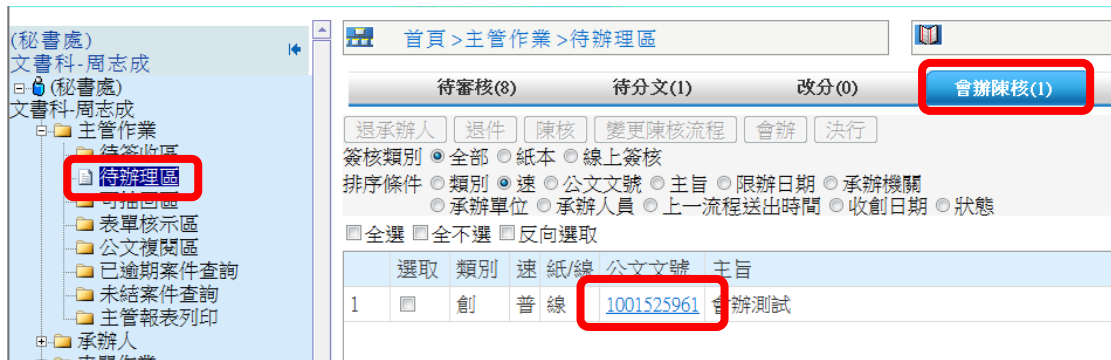 (秘書處)
文書科-周志成
(秘書處)
文書科-周志成
主管作業
待簽收區
待辦理區
可抽回區
表單核示區
公文複閱區
已逾期案件查詢
未結案件查詢
主管報表列印
承辦人
首頁>主管作業>待辦理區
待審核(8) 待分文(1) 改分(0) 會辦陳核(1)
退承辦人 退件 陳核 變更陳核流程 會辦 決行
簽核類別 全部 紙本 線上簽核
排序條件 類別 速 公文文號 主旨 限辦日期 承辦機關
承辦單位 承辦人員 上一流程送出時間 收創日期 狀態
全選 全不選 反向選取
選取 類別 速 紙/線 公文文號 主旨
1 創 普 線 1001525961 會辦測試